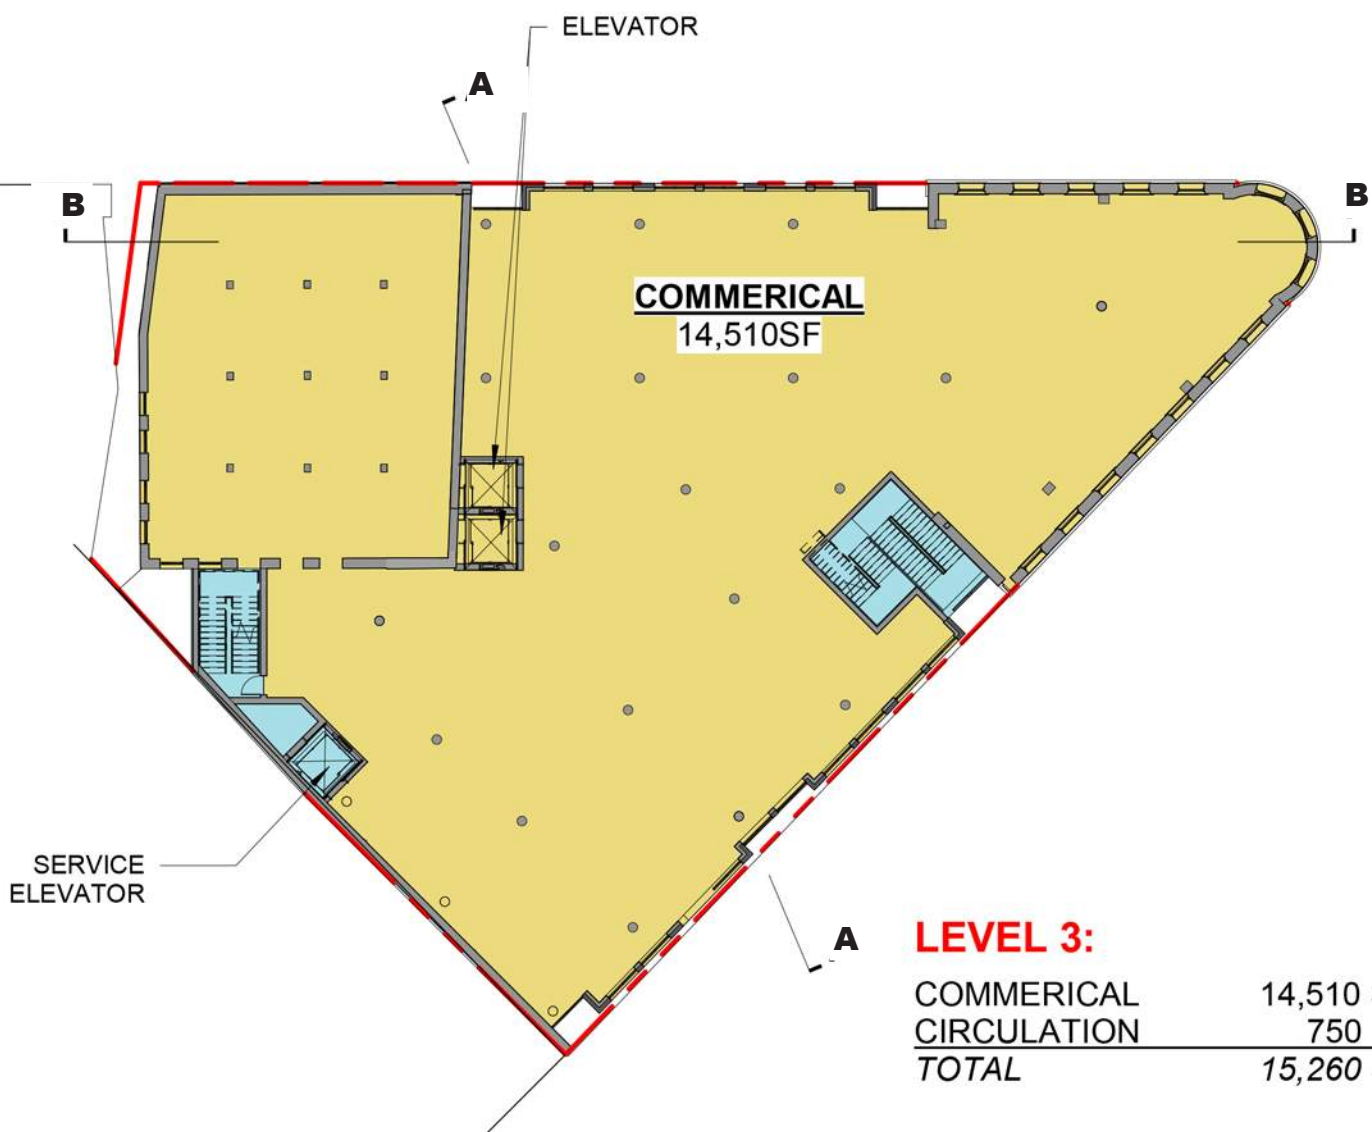 ELEVATOR
A
B
B
COMMERICAL
14,510SF
SERVICE
ELEVATOR
A
LEVEL 3:
COMMERICAL 14,510
CIRCULATION 750
TOTAL 15,260